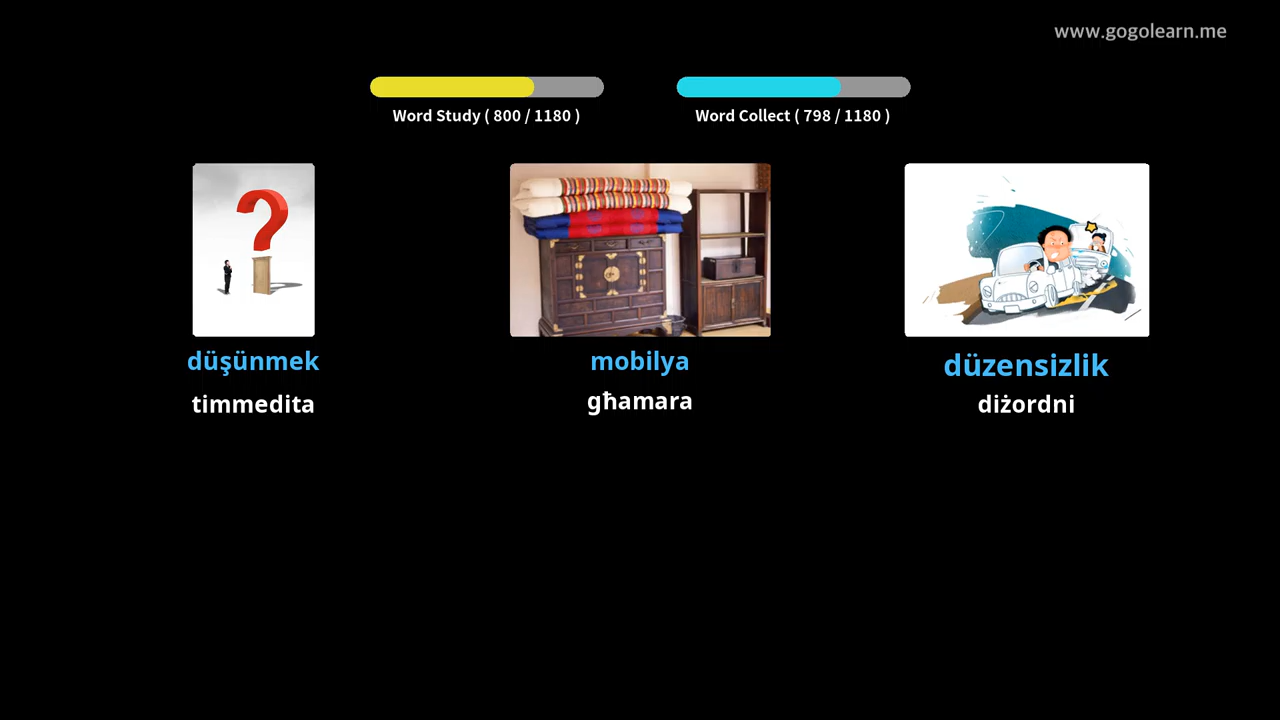 www.gogolearn.me
Word Study ( 800 / 1180 )
Word Collect ( 798 / 1180 )
düşünmek
mobilya
düzensizlik
timmedita
għamara
diżordni